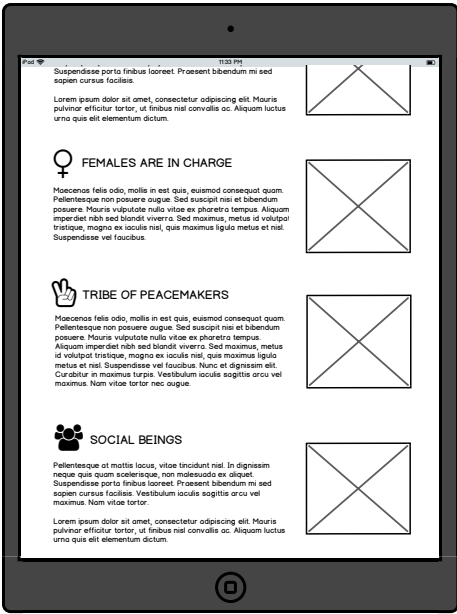 iPad
11:33 PM
Suspendisse porta finibus laoreet. Praesent bibendum mi sed
sapien cursus facilisis.
Lorem ipsum dolor sit amet, consectetur adipiscing elit. Mauris
pulvinar efficitur tortor, ut finibus nisl convallis ac. Aliquam luctus
urna quis elit elementum dictum.
FEMALES ARE IN CHARGE
Maecenas felis odio, mollis in est quis, euismod consequat quam.
Pellentesque non posuere augue. Sed suscipit nisi et bibendum
posuere. Mauris vulputate nulla vitae ex pharetra tempus. Aliquam
imperdiet nibh sed blandit viverra. Sed maximus, metus id volutpat
tristique, magna ex iaculis nisl, quis maximus ligula metus et nisl.
Suspendisse vel faucibus.
TRIBE OF PEACEMAKERS
Maecenas felis odio, mollis in est quis, euismod consequat quam.
Pellentesque non posuere augue. Sed suscipit nisi et bibendum
posuere. Mauris vulputate nulla vitae ex pharetra tempus.
Aliquam imperdiet nibh sed blandit viverra. Sed maximus, metus
id volutpat tristique, magna ex iaculis nisl, quis maximus ligula
metus et nisl. Suspendisse vel faucibus. Nunc et dignissim elit.
Curabitur in maximus turpis. Vestibulum iaculis sagittis arcu vel
maximus. Nam vitae tortor nec augue.
SOCIAL BEINGS
Pellentesque at mattis lacus, vitae tincidunt nisl. In dignissim
neque quis quam scelerisque, non malesuada ex aliquet.
Suspendisse porta finibus laoreet. Praesent bibendum mi sed
sapien cursus facilisis. Vestibulum iaculis sagittis arcu vel
maximus. Nam vitae tortor.
Lorem ipsum dolor sit amet, consectetur adipiscing elit. Mauris
pulvinar efficitur tortor, ut finibus nisl convallis ac. Aliquam luctus
urna quis elit elementum dictum.